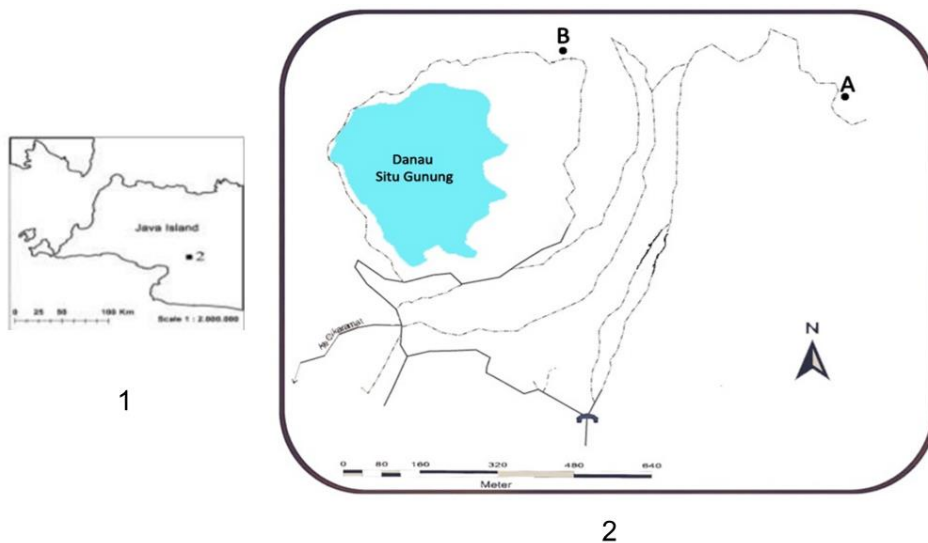 Java Island
2
0 25 50 100 Km
Scale 1 : 2.000.000
1
B
A
Danau
Situ Gunung
N
0 80 160 320 480 640
Meter
2